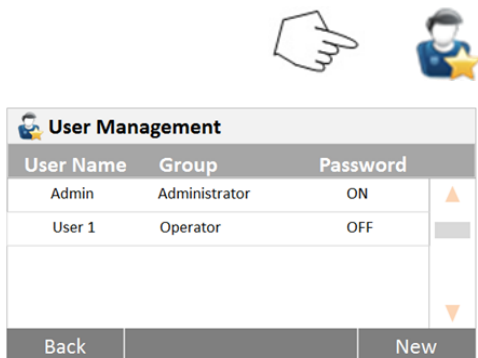 User Management
User Name Group Password
Admin Administrator ON
User 1 Operator OFF
Back New